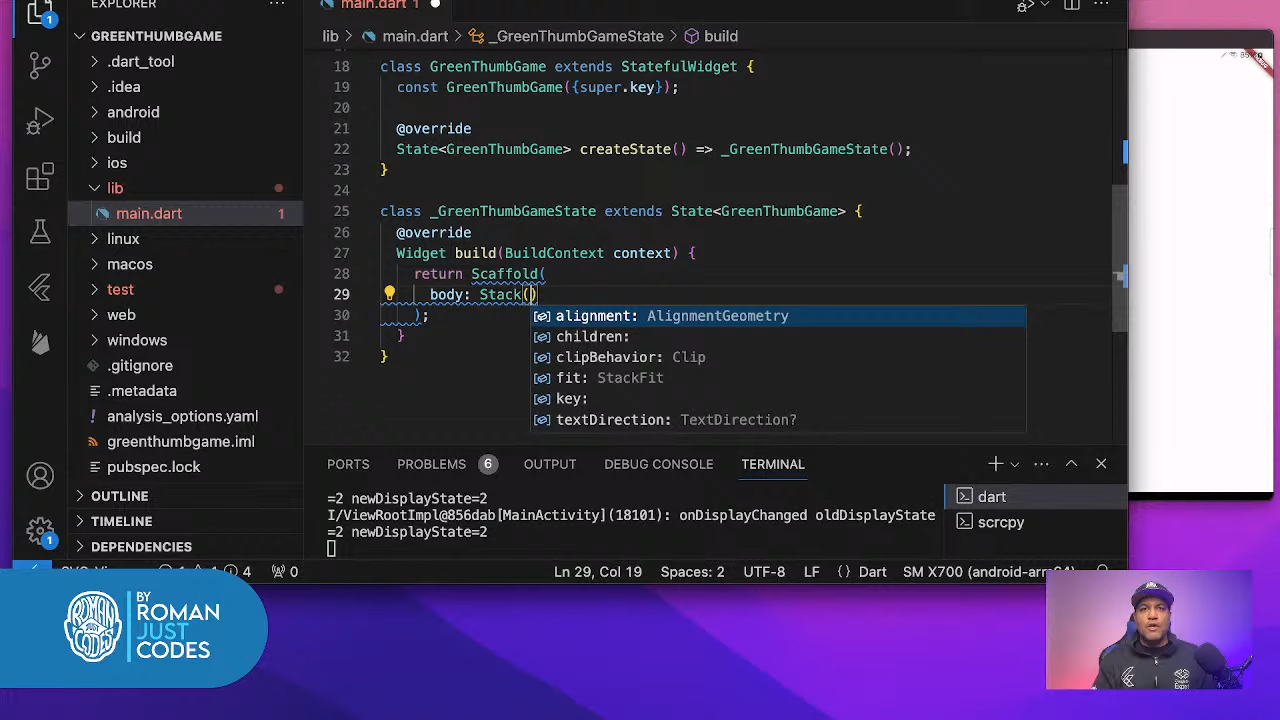 EXPLORER
GREENTHUMBGAME
.dart_tool
.idea
android
build
ios
lib
main.dart 1
linux
macos
test
web
windows
.gitignore
.metadata
analysis_options.yaml
greenthumbgame.iml
pubspec.lock
OUTLINE
TIMELINE
DEPENDENCIES
1
1
main.dart 1
lib > main.dart > _GreenThumbGameState > build
18 class GreenThumbGame extends StatefulWidget {
19 const GreenThumbGame({super.key});
20
21 @override
22 State<GreenThumbGame> createState() => _GreenThumbGameState();
23 }
24
25 class _GreenThumbGameState extends State<GreenThumbGame> {
26 @override
27 Widget build(BuildContext context) {
28 return Scaffold(
29 body: Stack()
30 );
31 }
32 }
alignment: AlignmentGeometry
children:
clipBehavior: Clip
fit: StackFit
key:
textDirection: TextDirection?
PORTS PROBLEMS 6 OUTPUT DEBUG CONSOLE TERMINAL
=2 newDisplayState=2
I/ViewRootImpl@856dab[MainActivity](18101): onDisplayChanged oldDisplayState
=2 newDisplayState=2
dart
scrcpy
4 0 Ln 29, Col 19 Spaces: 2 UTF-8 LF {} Dart SM X700 (android-arm64)
BY
ROMAN
JUST
CODES
ROMAN
CODES